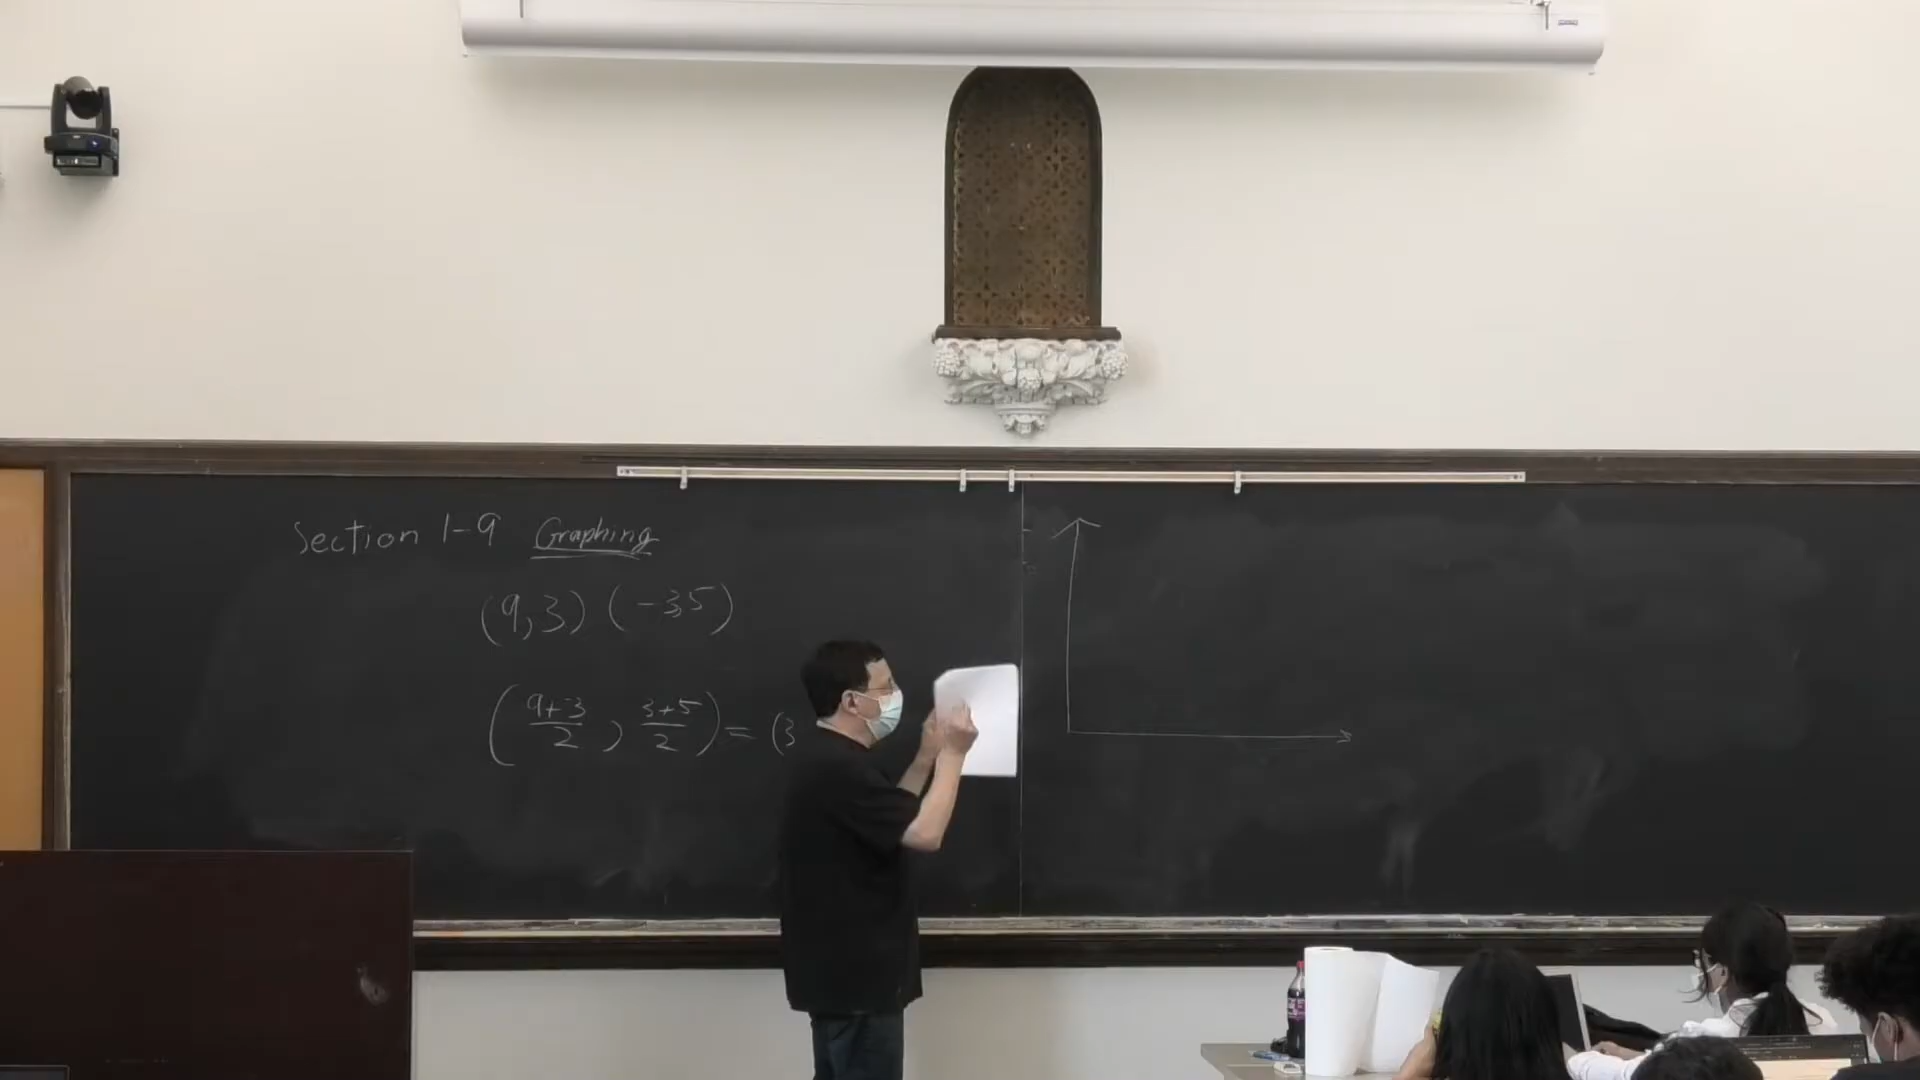 Section 1-9 Graphing
(9,3) (-3,5)
(9+-3/2, 3+5/2) = (3